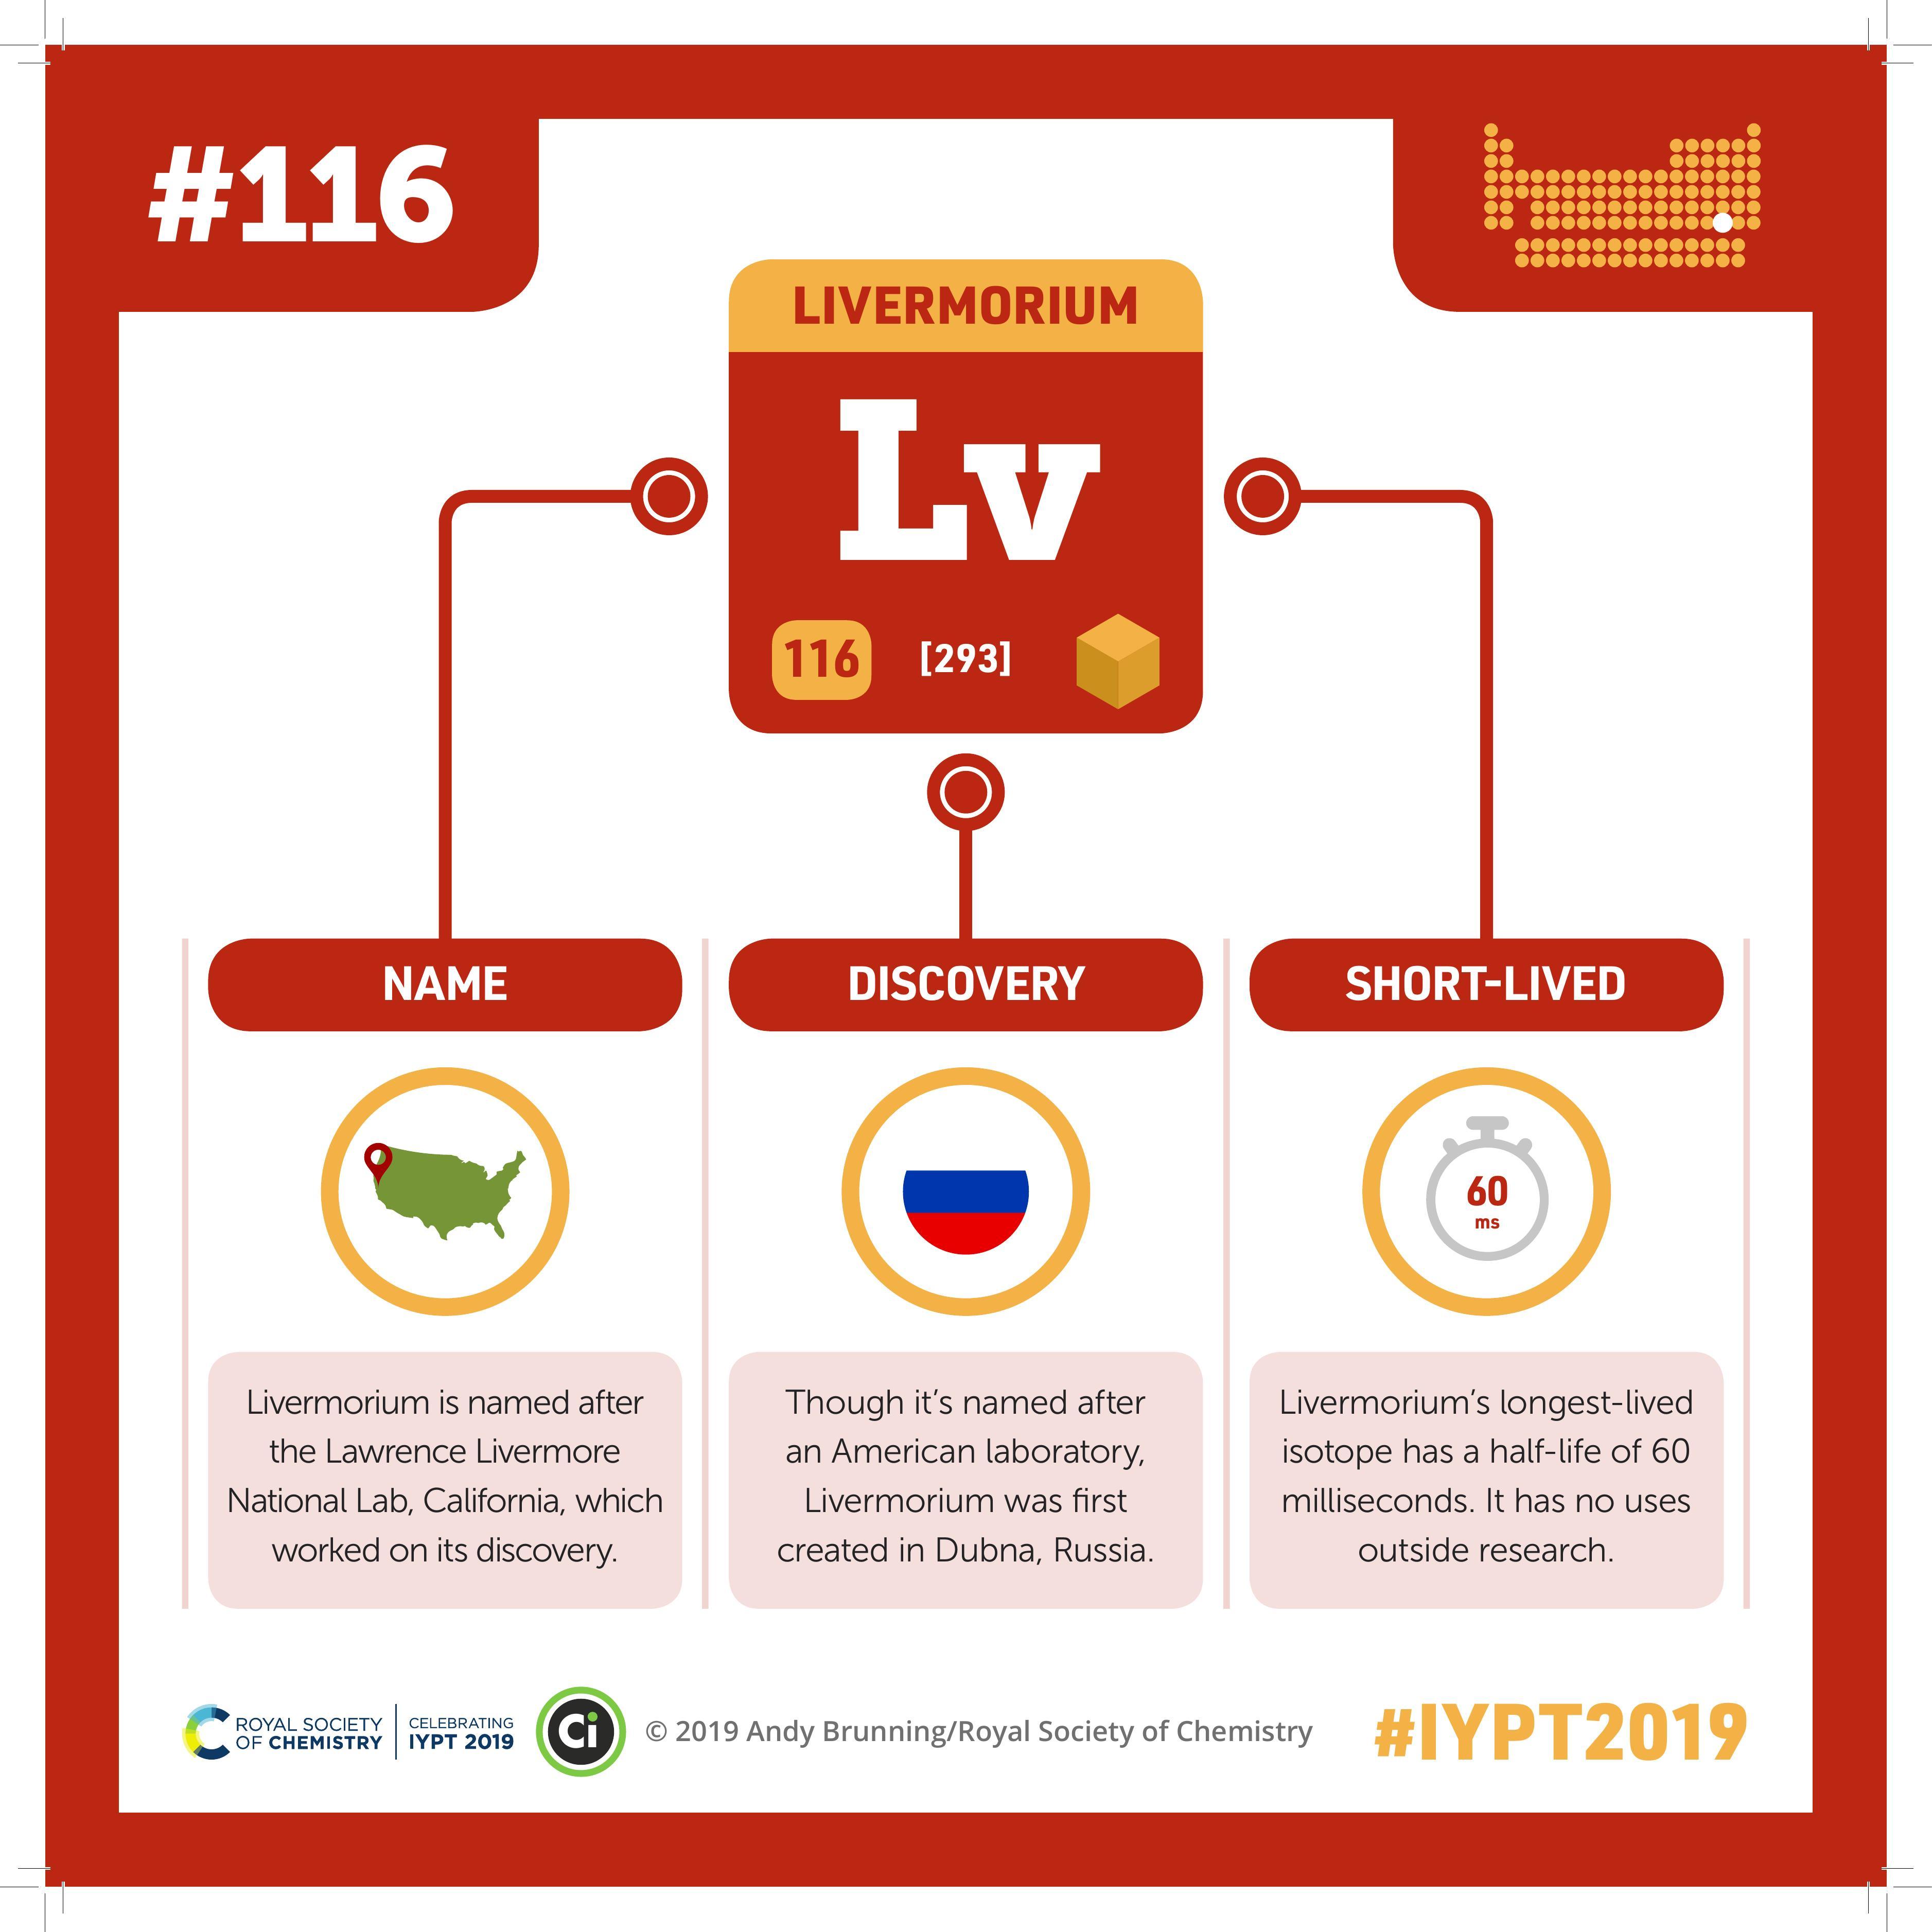 #116
LIVERMORIUM
Lv
116
[293]
NAME
Livermorium is named after
the Lawrence Livermore
National Lab, California, which
worked on its discovery.
DISCOVERY
Though it's named after
an American laboratory,
Livermorium was first
created in Dubna, Russia.
SHORT-LIVED
60
ms
Livermorium's longest-lived
isotope has a half-life of 60
milliseconds. It has no uses
outside research.
ROYAL SOCIETY
OF CHEMISTRY
CELEBRATING
IYPT 2019
Ci
© 2019 Andy Brunning/Royal Society of Chemistry
#IYPT2019